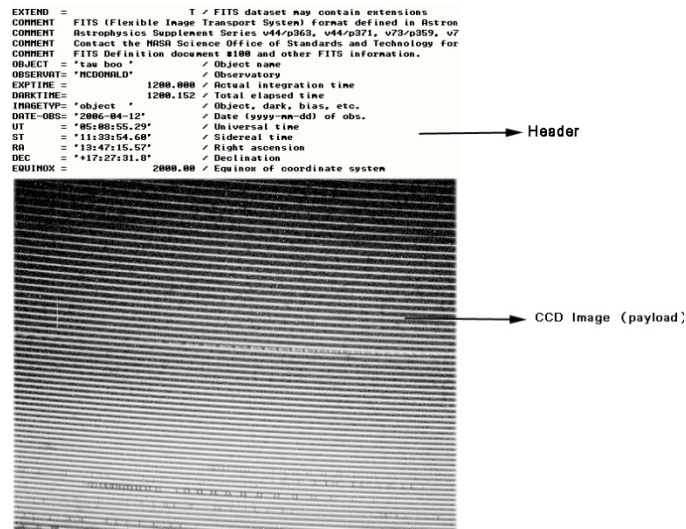 EXTEND  =                    T / FITS dataset may contain extensions
COMMENT   FITS (Flexible Image Transport System) format defined in Astron
COMMENT   Astrophysics Supplement Series v44/p363, v44/p371, v73/p359, v7
COMMENT   Contact the NASA Science Office of Standards and Technology for
COMMENT   FITS Definition document #100 and other FITS information.
OBJECT  = 'tau boo '           / Object name
OBSERVAT= 'MCDONALD'           / Observatory
EXPTIME =             1200.000 / Actual integration time
DARKTIME=             1200.152 / Total elapsed time
IMAGETYP= 'object  '           / Object, dark, bias, etc.
DATE-OBS= '2006-04-12'         / Date (yyyy-mm-dd) of obs.
UT      = '05:08:55.29'        / Universal time
ST      = '11:33:54.60'        / Sidereal time
RA      = '13:47:15.57'        / Right ascension
DEC     = '+17:27:31.8'        / Declination
EQUINOX =              2000.00 / Equinox of coordinate system
Header
CCD Image (payload)